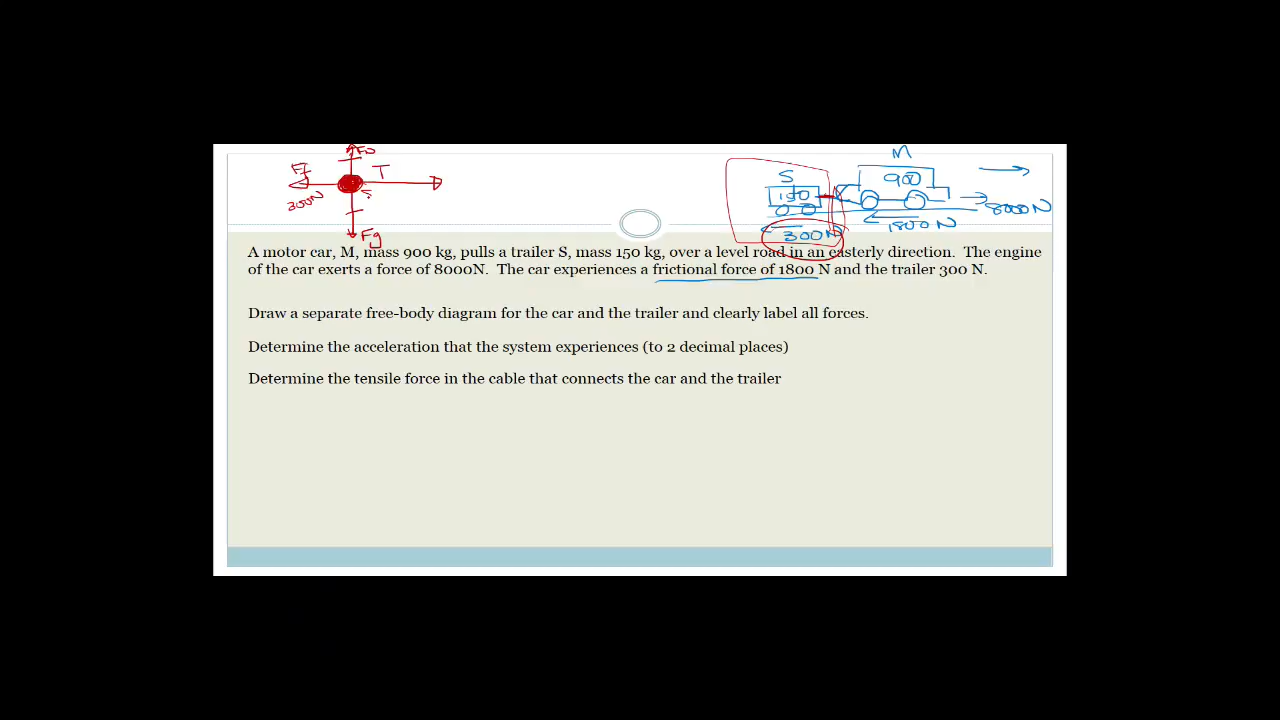 M
FN
Ff
T
S
900
150
S
8000N
300N
1800N
300N
Fg
A motor car, M, mass 900 kg, pulls a trailer S, mass 150 kg, over a level road in an easterly direction. The engine
of the car exerts a force of 8000N. The car experiences a frictional force of 1800 N and the trailer 300 N.
Draw a separate free-body diagram for the car and the trailer and clearly label all forces.
Determine the acceleration that the system experiences (to 2 decimal places)
Determine the tensile force in the cable that connects the car and the trailer